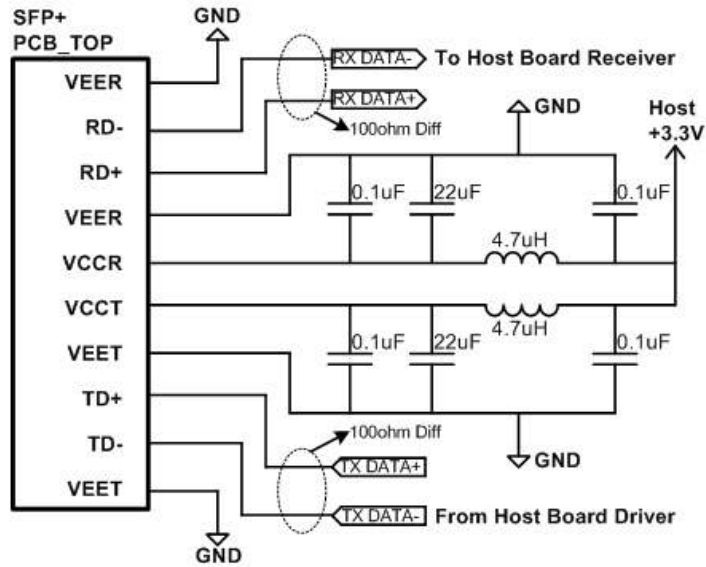 SFP+
PCB_TOP
GND
VEER
RD-
RD+
VEER
VCCR
VCCT
VEET
TD+
TD-
VEET
RX DATA-
To Host Board Receiver
RX DATA+
100ohm Diff
GND
Host
+3.3V
0.1uF
22uF
0.1uF
4.7uH
4.7uH
0.1uF
22uF
0.1uF
100ohm Diff
GND
TX DATA+
TX DATA-
From Host Board Driver
GND